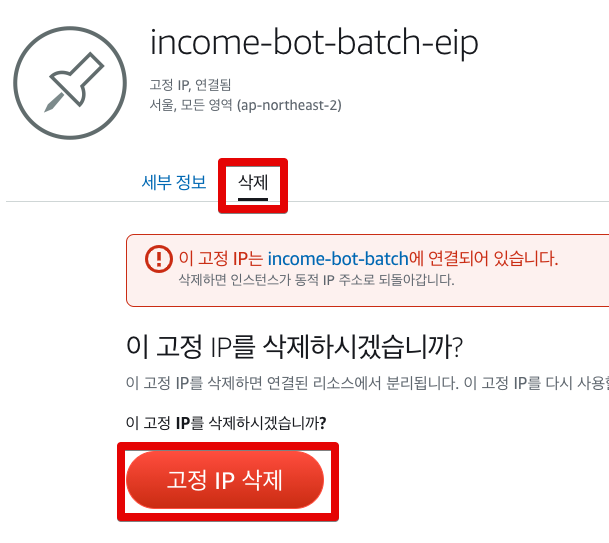 income-bot-batch-eip
고정 IP, 연결됨
서울, 모든 영역 (ap-northeast-2)
세부 정보
삭제
이 고정 IP는 income-bot-batch에 연결되어 있습니다.
삭제하면 인스턴스가 동적 IP 주소로 되돌아갑니다.
이 고정 IP를 삭제하시겠습니까?
이 고정 IP를 삭제하면 연결된 리소스에서 분리됩니다. 이 고정 IP를 다시
이 고정 IP를 삭제하시겠습니까?
고정 IP 삭제